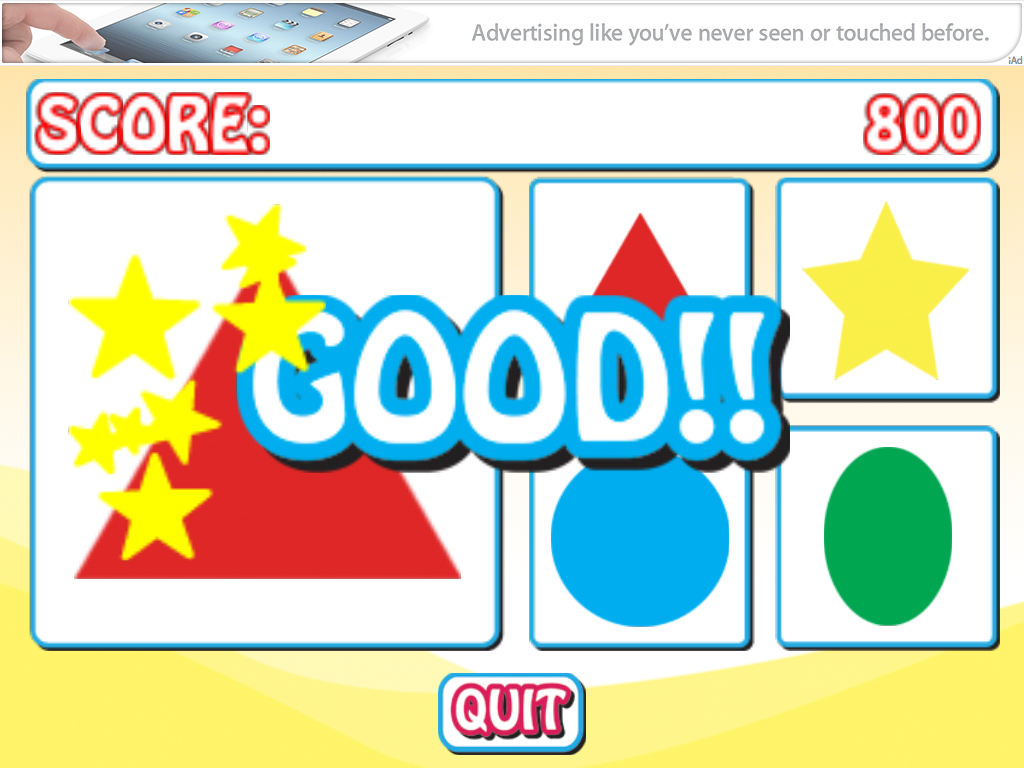 Advertising like you've never seen or touched before.
iAd
SCORE: 800
GOOD!!
QUIT